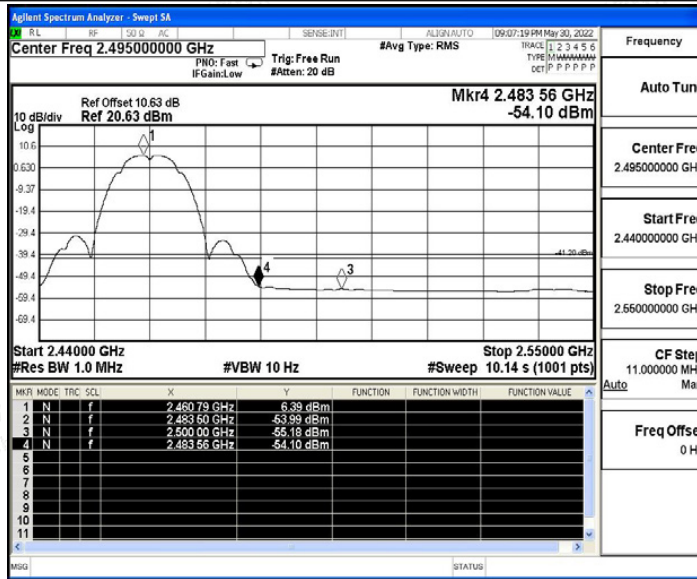 Agilent Spectrum Analyzer - Swept SA
RL RF 50 Ω AC SENSE:INT ALIGNAUTO 09:07:19 PM May 30, 2022
Center Freq 2.495000000 GHz #Avg Type: RMS TRACE 1 2 3 4 5 6
PNO: Fast Trig: Free Run TYPE MWWWWW
IFGain:Low #Atten: 20 dB DET P P P P P P
Mkr4 2.483 56 GHz
-54.10 dBm
Ref Offset 10.63 dB
10 dB/div Ref 20.63 dBm
Log
1
10.6
0.630
-9.37
-19.4
-29.4
-39.4
-41.20 dBm
-49.4
4
3
-59.4
-69.4
Start 2.44000 GHz Stop 2.55000 GHz
#Res BW 1.0 MHz #VBW 10 Hz #Sweep 10.14 s (1001 pts)
MKR MODE TRC SCL X Y FUNCTION FUNCTION WIDTH FUNCTION VALUE
1 N f 2.460 79 GHz 6.39 dBm
2 N f 2.483 50 GHz -53.99 dBm
3 N f 2.500 00 GHz -55.18 dBm
4 N f 2.483 56 GHz -54.10 dBm
5
6
7
8
9
10
11
MSG STATUS
Frequency
Auto Tun
Center Fre
2.495000000 GH
Start Fre
2.440000000 GH
Stop Fre
2.550000000 GH
CF Ste
11.000000 MH
Auto Ma
Freq Offse
0 H